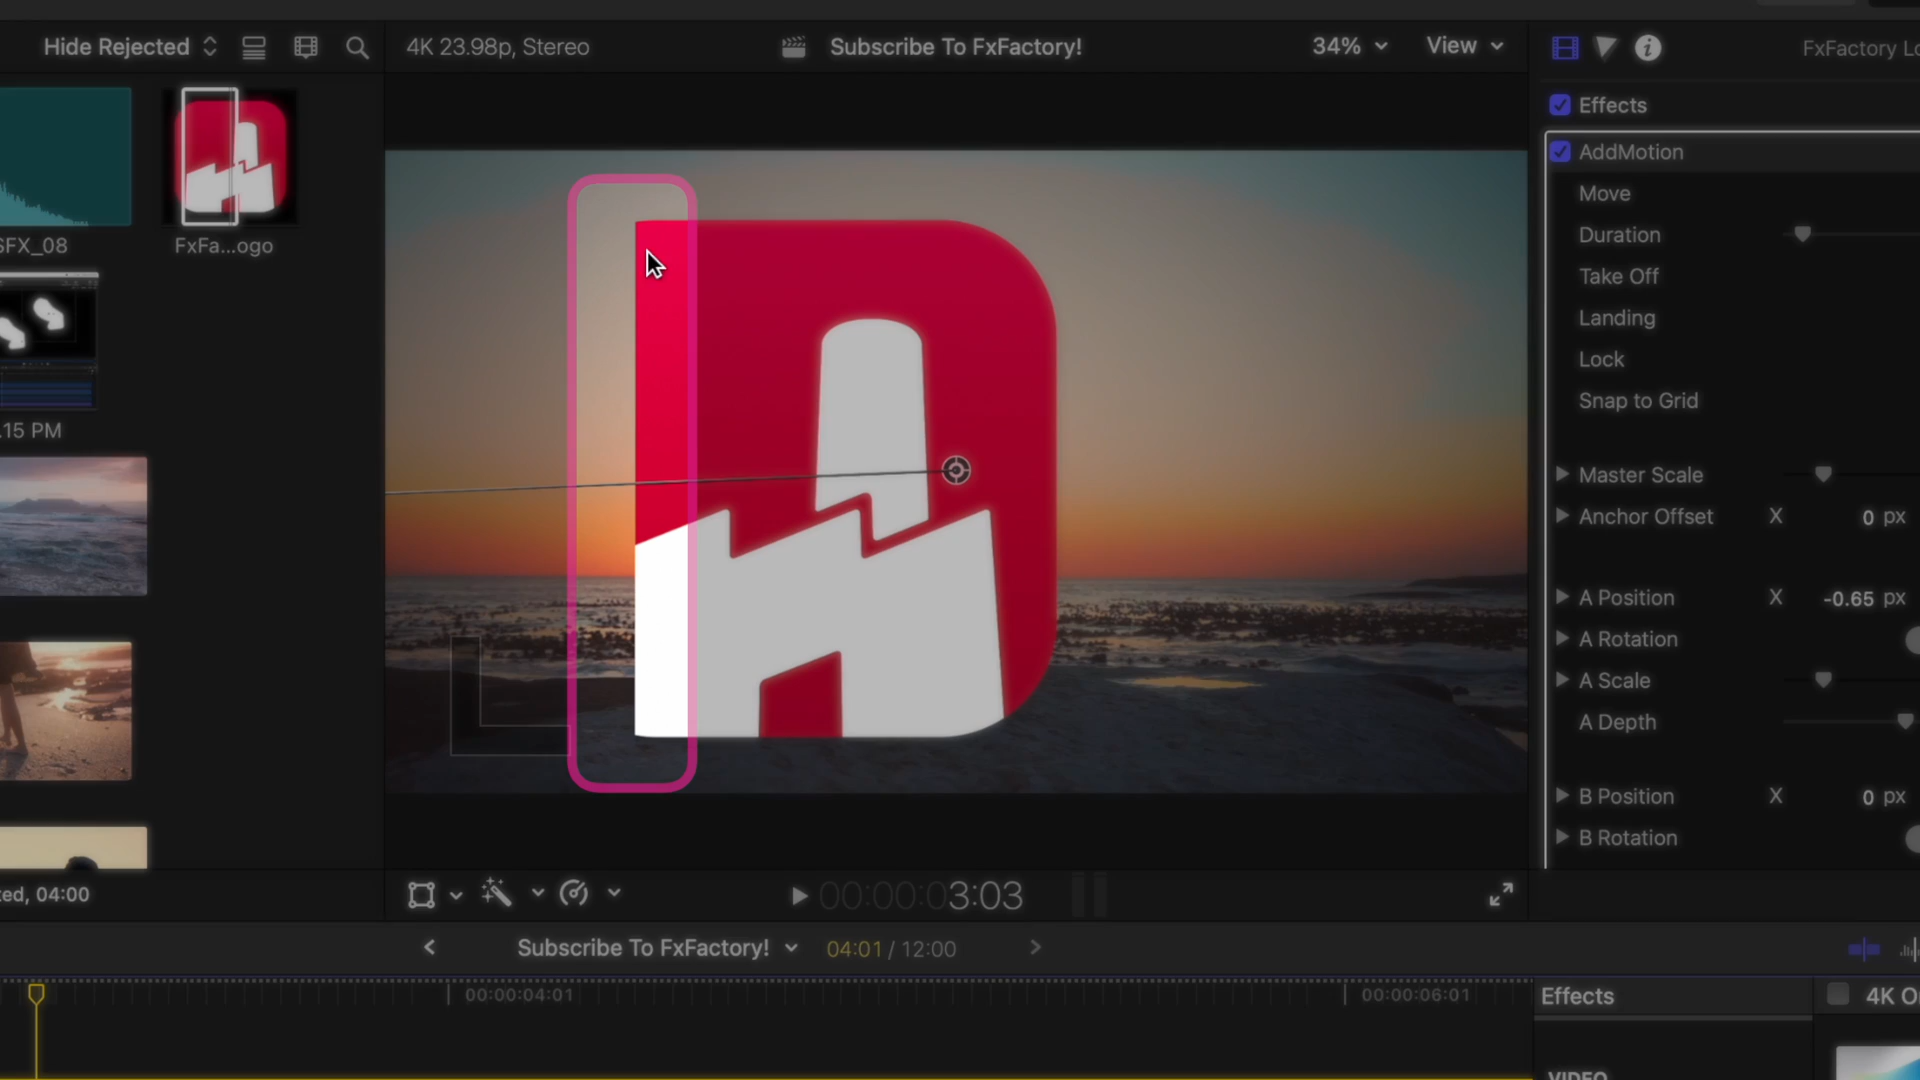 Hide Rejected
4K 23.98p, Stereo
Subscribe To FxFactory!
34%
View
FxFactory Lo
Effects
AddMotion
Move
Duration
Take Off
Landing
Lock
Snap to Grid
Master Scale
Anchor Offset X 0 px
A Position X -0.65 px
A Rotation
A Scale
A Depth
B Position X 0 px
B Rotation
SFX_08
FxFa...ogo
.15 PM
ted, 04:00
00:00:03:03
Subscribe To FxFactory!
04:01 / 12:00
00:00:04:01
00:00:06:01
Effects
4K Or
VIDEO